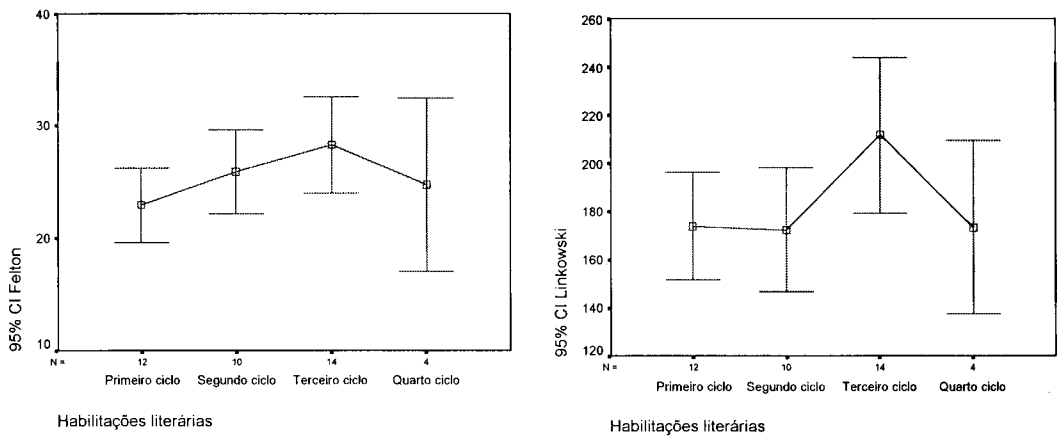 40
30
20
10
95% CI Felton
N = 12 10 14 4
Primeiro ciclo Segundo ciclo Terceiro ciclo Quarto ciclo
Habilitações literárias
260
240
220
200
180
160
140
120
95% CI Linkowski
N = 12 10 14 4
Primeiro ciclo Segundo ciclo Terceiro ciclo Quarto ciclo
Habilitações literárias